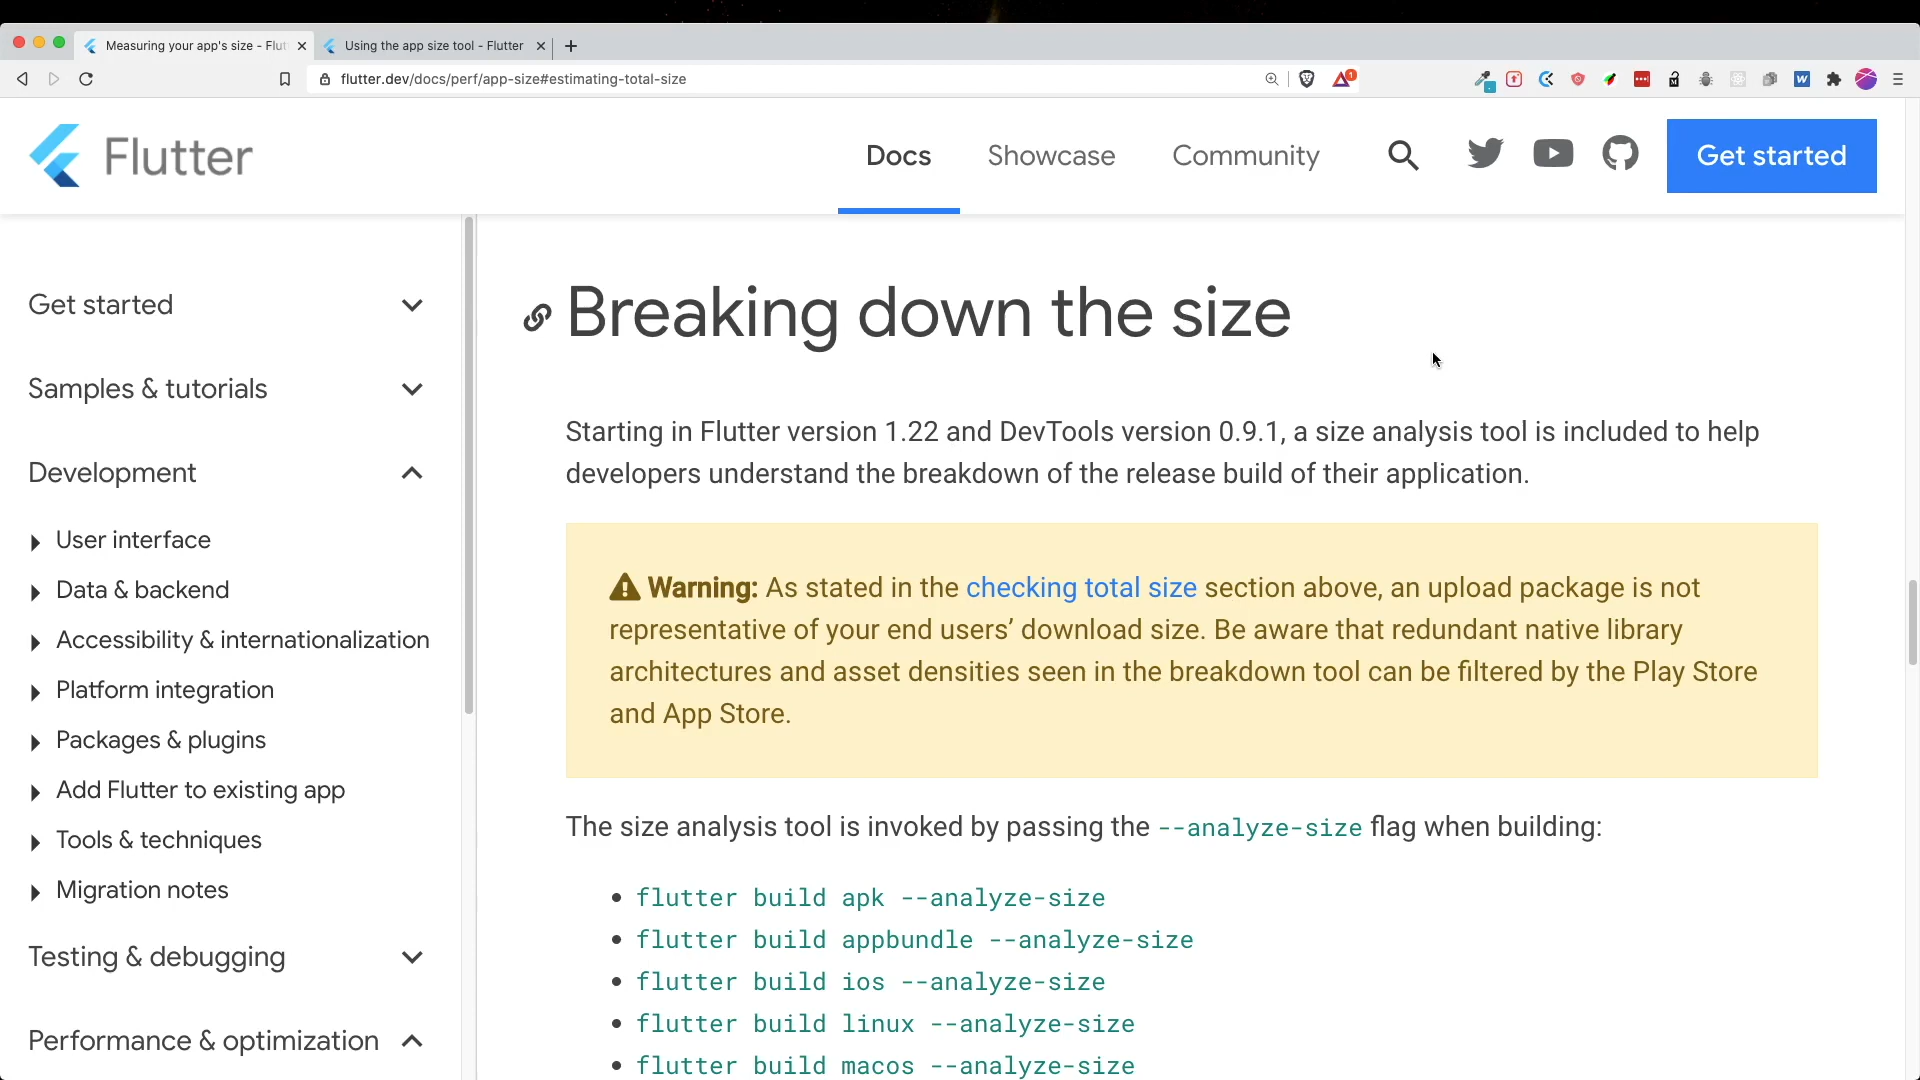 Measuring your app's size - Flut
Using the app size tool - Flutter
flutter.dev/docs/perf/app-size#estimating-total-size
1
W
Flutter
Docs
Showcase
Community
Get started
Get started
Samples & tutorials
Development
User interface
Data & backend
Accessibility & internationalization
Platform integration
Packages & plugins
Add Flutter to existing app
Tools & techniques
Migration notes
Testing & debugging
Performance & optimization
Breaking down the size
Starting in Flutter version 1.22 and DevTools version 0.9.1, a size analysis tool is included to help
developers understand the breakdown of the release build of their application.
Warning: As stated in the checking total size section above, an upload package is not
representative of your end users’ download size. Be aware that redundant native library
architectures and asset densities seen in the breakdown tool can be filtered by the Play Store
and App Store.
The size analysis tool is invoked by passing the --analyze-size flag when building:
• flutter build apk --analyze-size
• flutter build appbundle --analyze-size
• flutter build ios --analyze-size
• flutter build linux --analyze-size
• flutter build macos --analyze-size